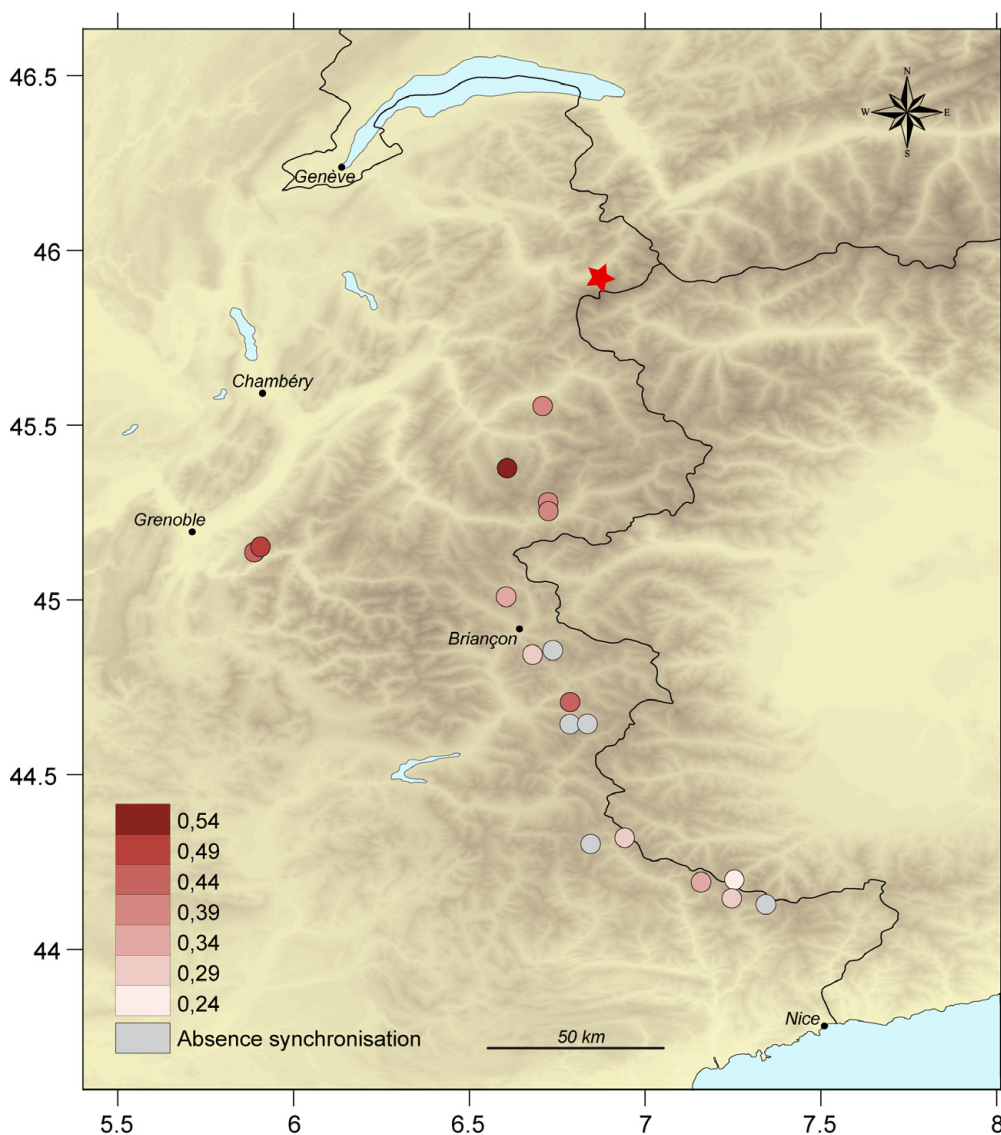 46.5
N
W
E
S
Genève
46
Chambéry
45.5
Grenoble
45
Briançon
44.5
0,54
0,49
0,44
0,39
0,34
0,29
0,24
44
Absence synchronisation
50 km
Nice
5.5 6 6.5 7 7.5 8